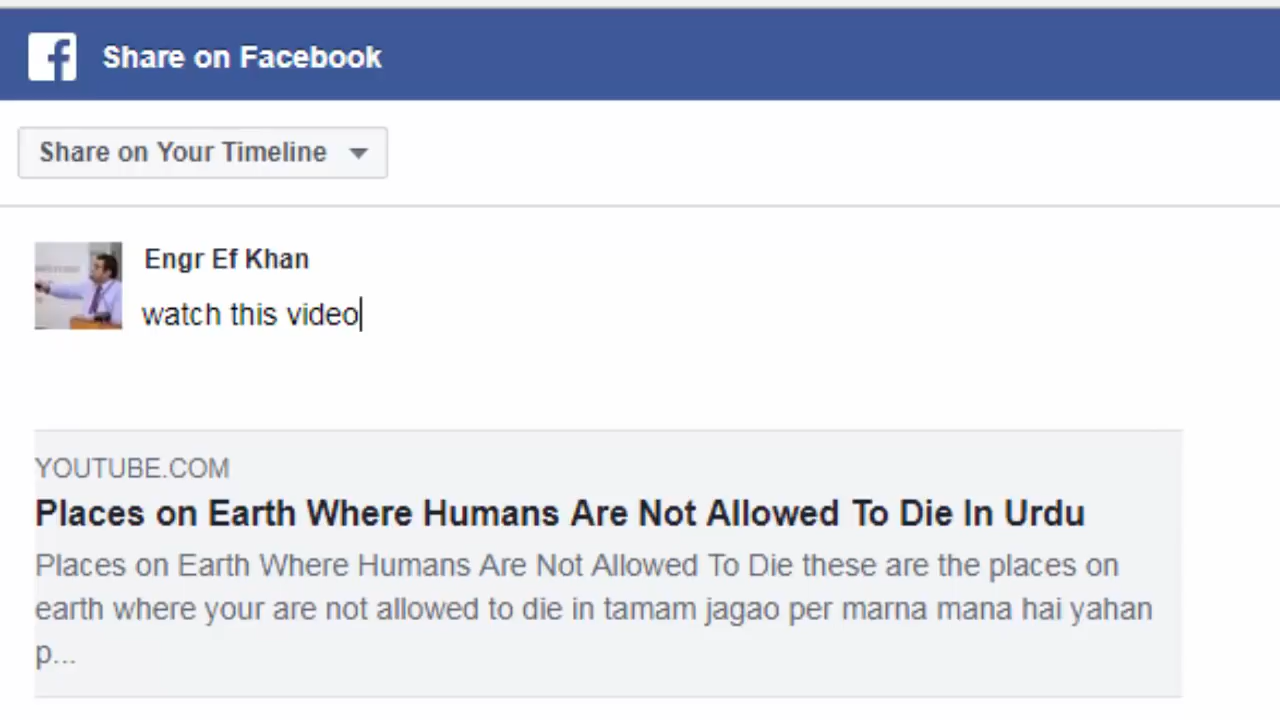 Share on Facebook
Share on Your Timeline
Engr Ef Khan
watch this video
YOUTUBE.COM
Places on Earth Where Humans Are Not Allowed To Die In Urdu
Places on Earth Where Humans Are Not Allowed To Die these are the places on
earth where your are not allowed to die in tamam jagao per marna mana hai yahan
p...